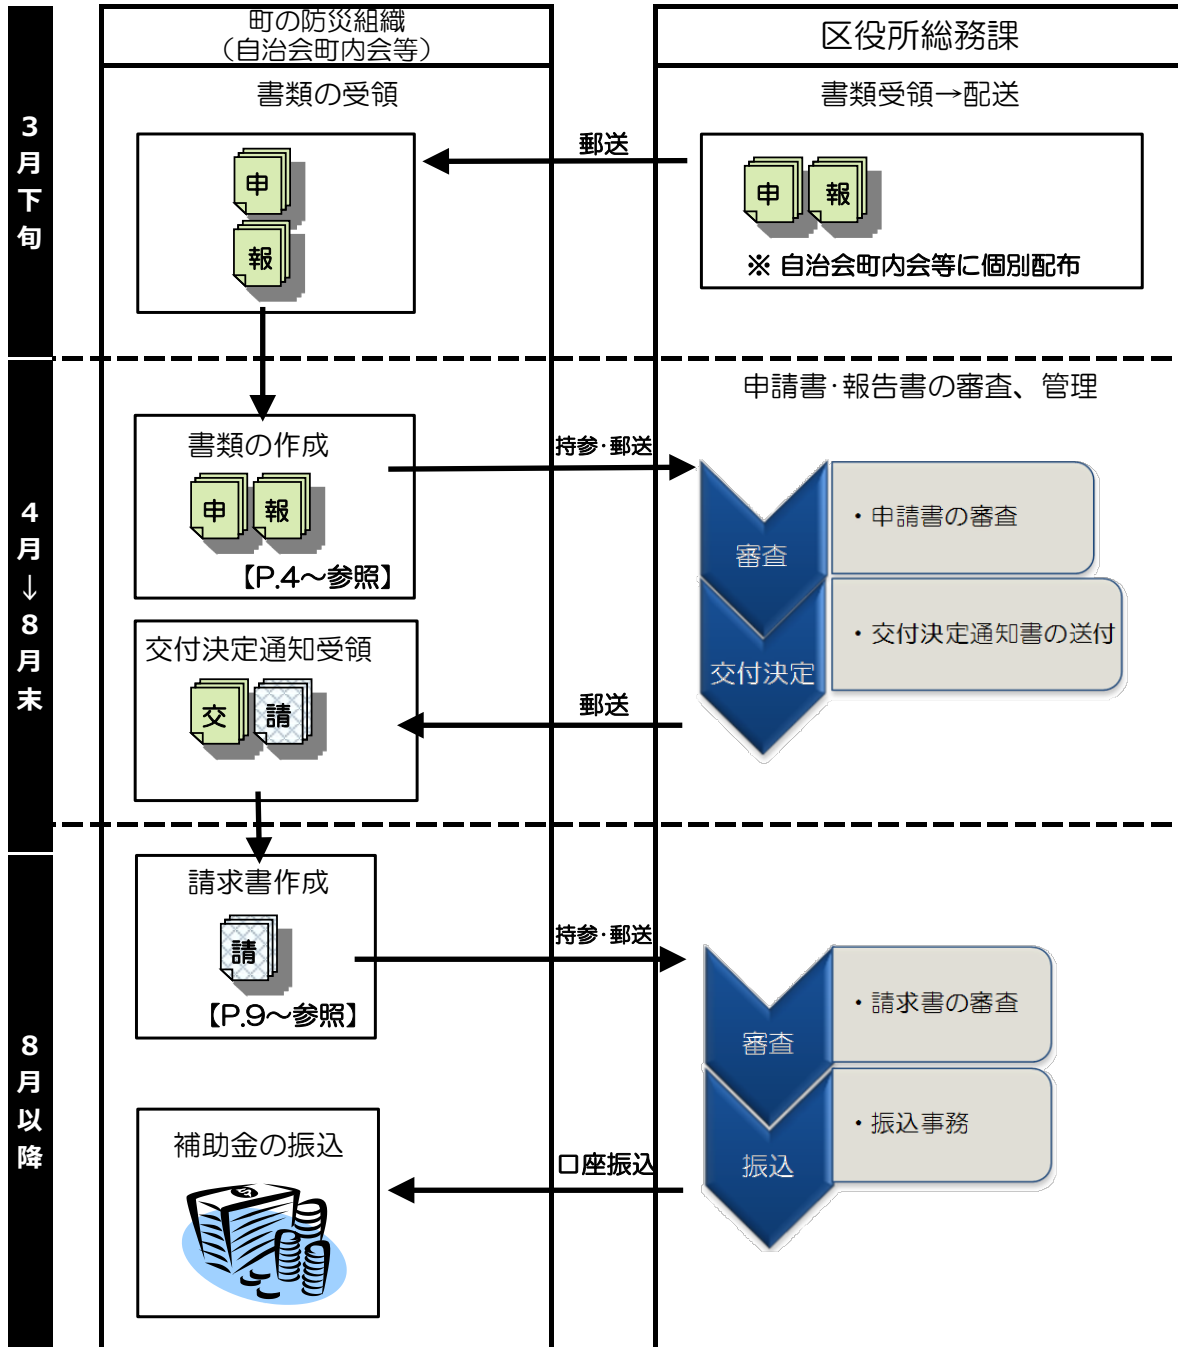 町の防災組織
（自治会町内会等）
区役所総務課
3月下旬
書類の受領
書類受領→配送
郵送
申
報
申
報
※ 自治会町内会等に個別配布
4月↓8月末
申請書・報告書の審査、管理
書類の作成
持参・郵送
申
報
【P.4～参照】
審査
・申請書の審査
交付決定
・交付決定通知書の送付
交付決定通知受領
郵送
交
請
8月以降
請求書作成
持参・郵送
請
【P.9～参照】
審査
・請求書の審査
振込
・振込事務
補助金の振込
口座振込